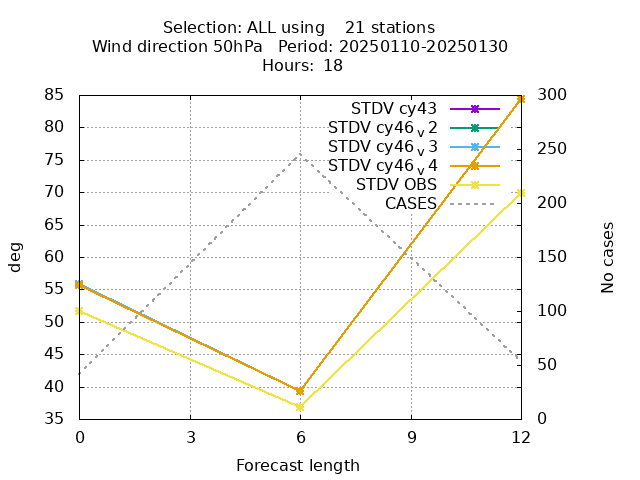 Selection: ALL using    21 stations
Wind direction 50hPa   Period: 20250110-20250130
Hours: 18
85 300
STDV cy43
80 STDV cy46 v 2
STDV cy46 v 3 250
75 STDV cy46 v 4
70 STDV OBS
CASES 200
65
60 150
deg No cases
55
50 100
45
50
40
35 0
0 3 6 9 12
Forecast length